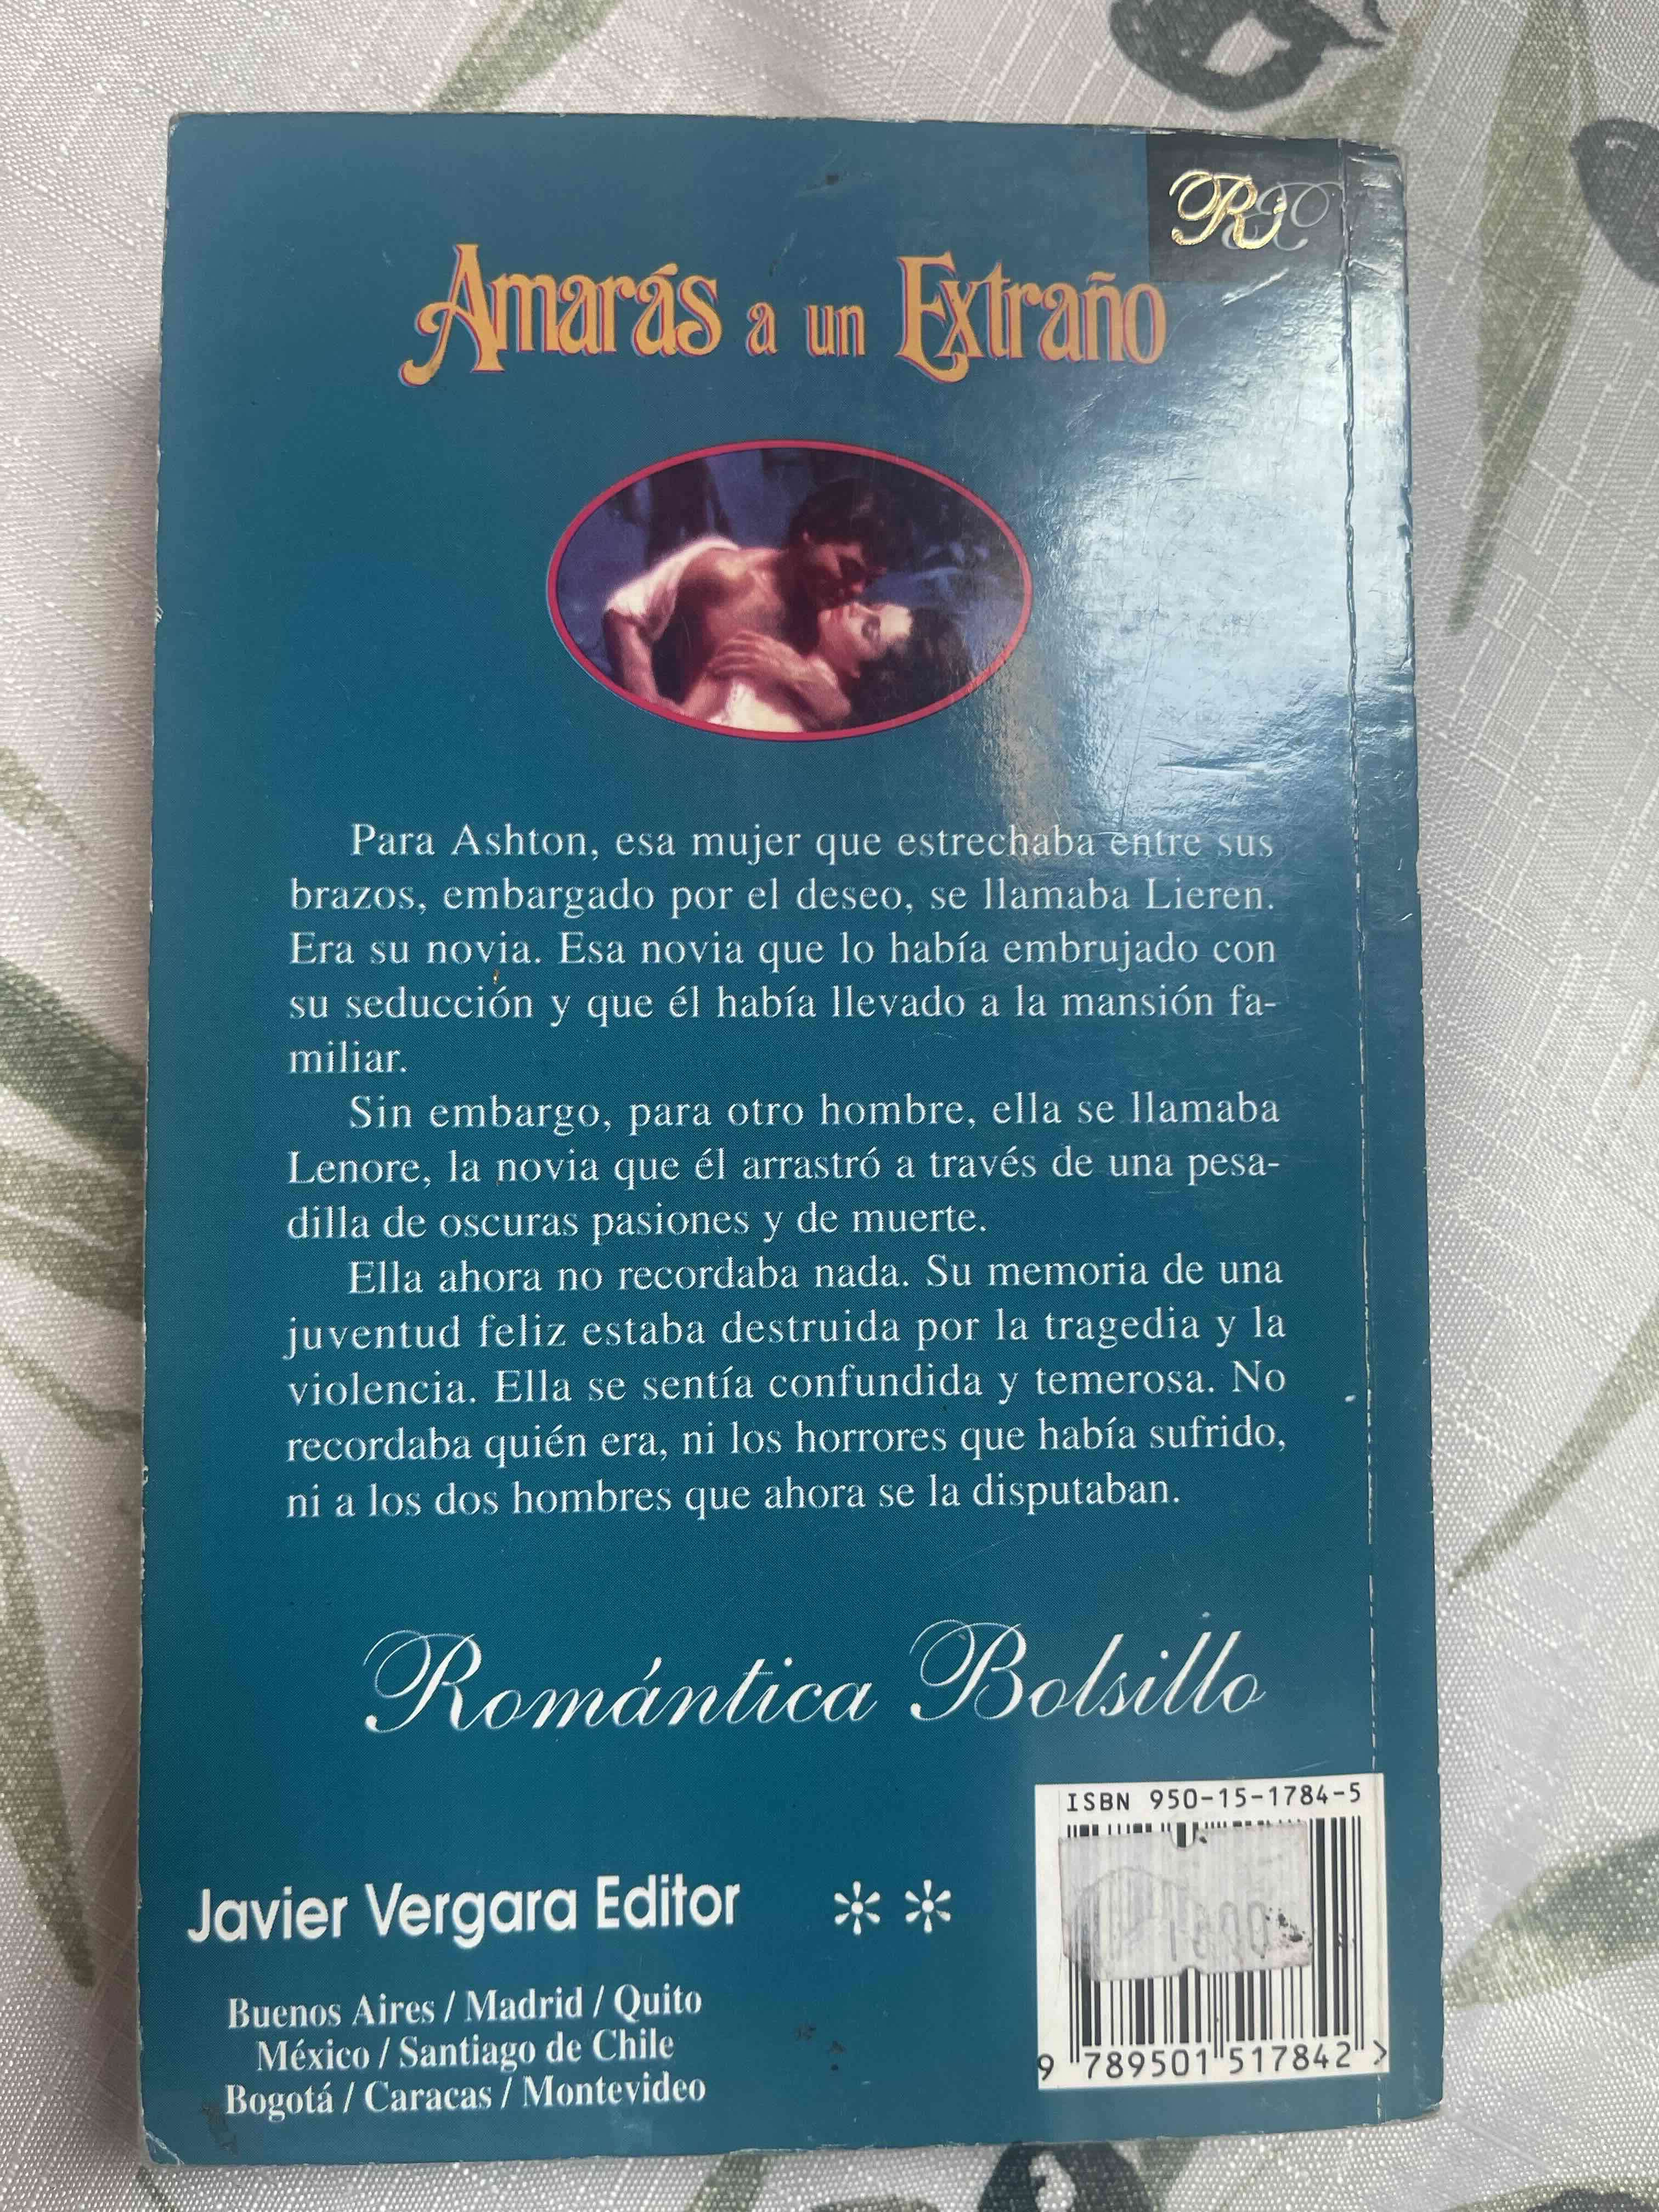 Amarás a un Extraño
Para Ashton, esa mujer que estrechaba entre sus
brazos, embargado por el deseo, se llamaba Lieren.
Era su novia. Esa novia que lo había embrujado con
su seducción y que él había llevado a la mansión fa-
miliar.
Sin embargo, para otro hombre, ella se llamaba
Lenore, la novia que él arrastró a través de una pesa-
dilla de oscuras pasiones y de muerte.
Ella ahora no recordaba nada. Su memoria de una
juventud feliz estaba destruida por la tragedia y la
violencia. Ella se sentía confundida y temerosa. No
recordaba quién era, ni los horrores que había sufrido,
ni a los dos hombres que ahora se la disputaban.
Romántica Bolsillo
ISBN 950-15-1784-5
Javier Vergara Editor
**
Buenos Aires / Madrid / Quito
México / Santiago de Chile
Bogotá / Caracas / Montevideo
9 789501 517842 >